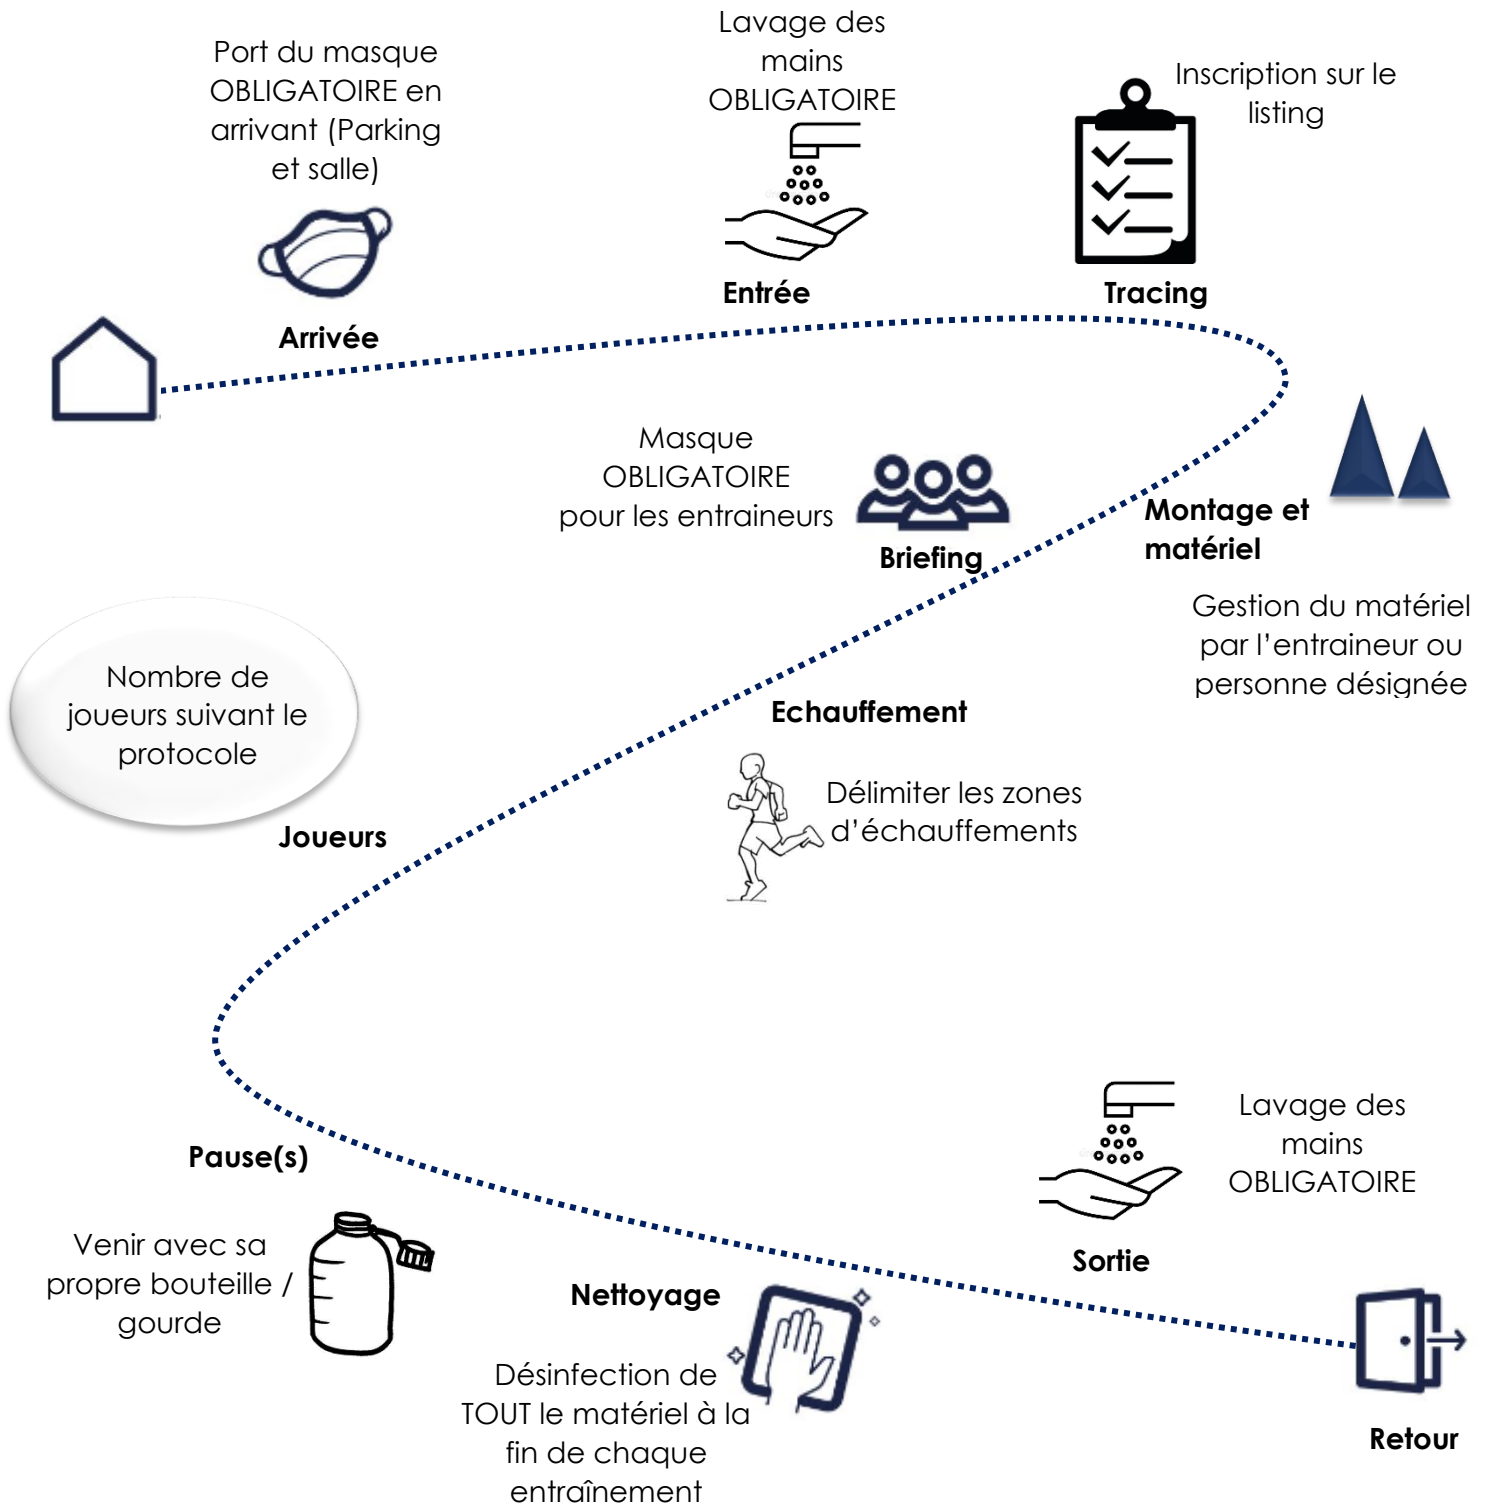 Port du masque
OBLIGATOIRE en
arrivant (Parking
et salle)
Arrivée
Lavage des
mains
OBLIGATOIRE
Entrée
Inscription sur le
listing
Tracing
Montage et
matériel
Gestion du matériel
par l'entraineur ou
personne désignée
Masque
OBLIGATOIRE
pour les entraineurs
Briefing
Echauffement
Délimiter les zones
d'échauffements
Nombre de
joueurs suivant le
protocole
Joueurs
Pause(s)
Venir avec sa
propre bouteille /
gourde
Nettoyage
Désinfection de
TOUT le matériel à la
fin de chaque
entraînement
Lavage des
mains
OBLIGATOIRE
Sortie
Retour